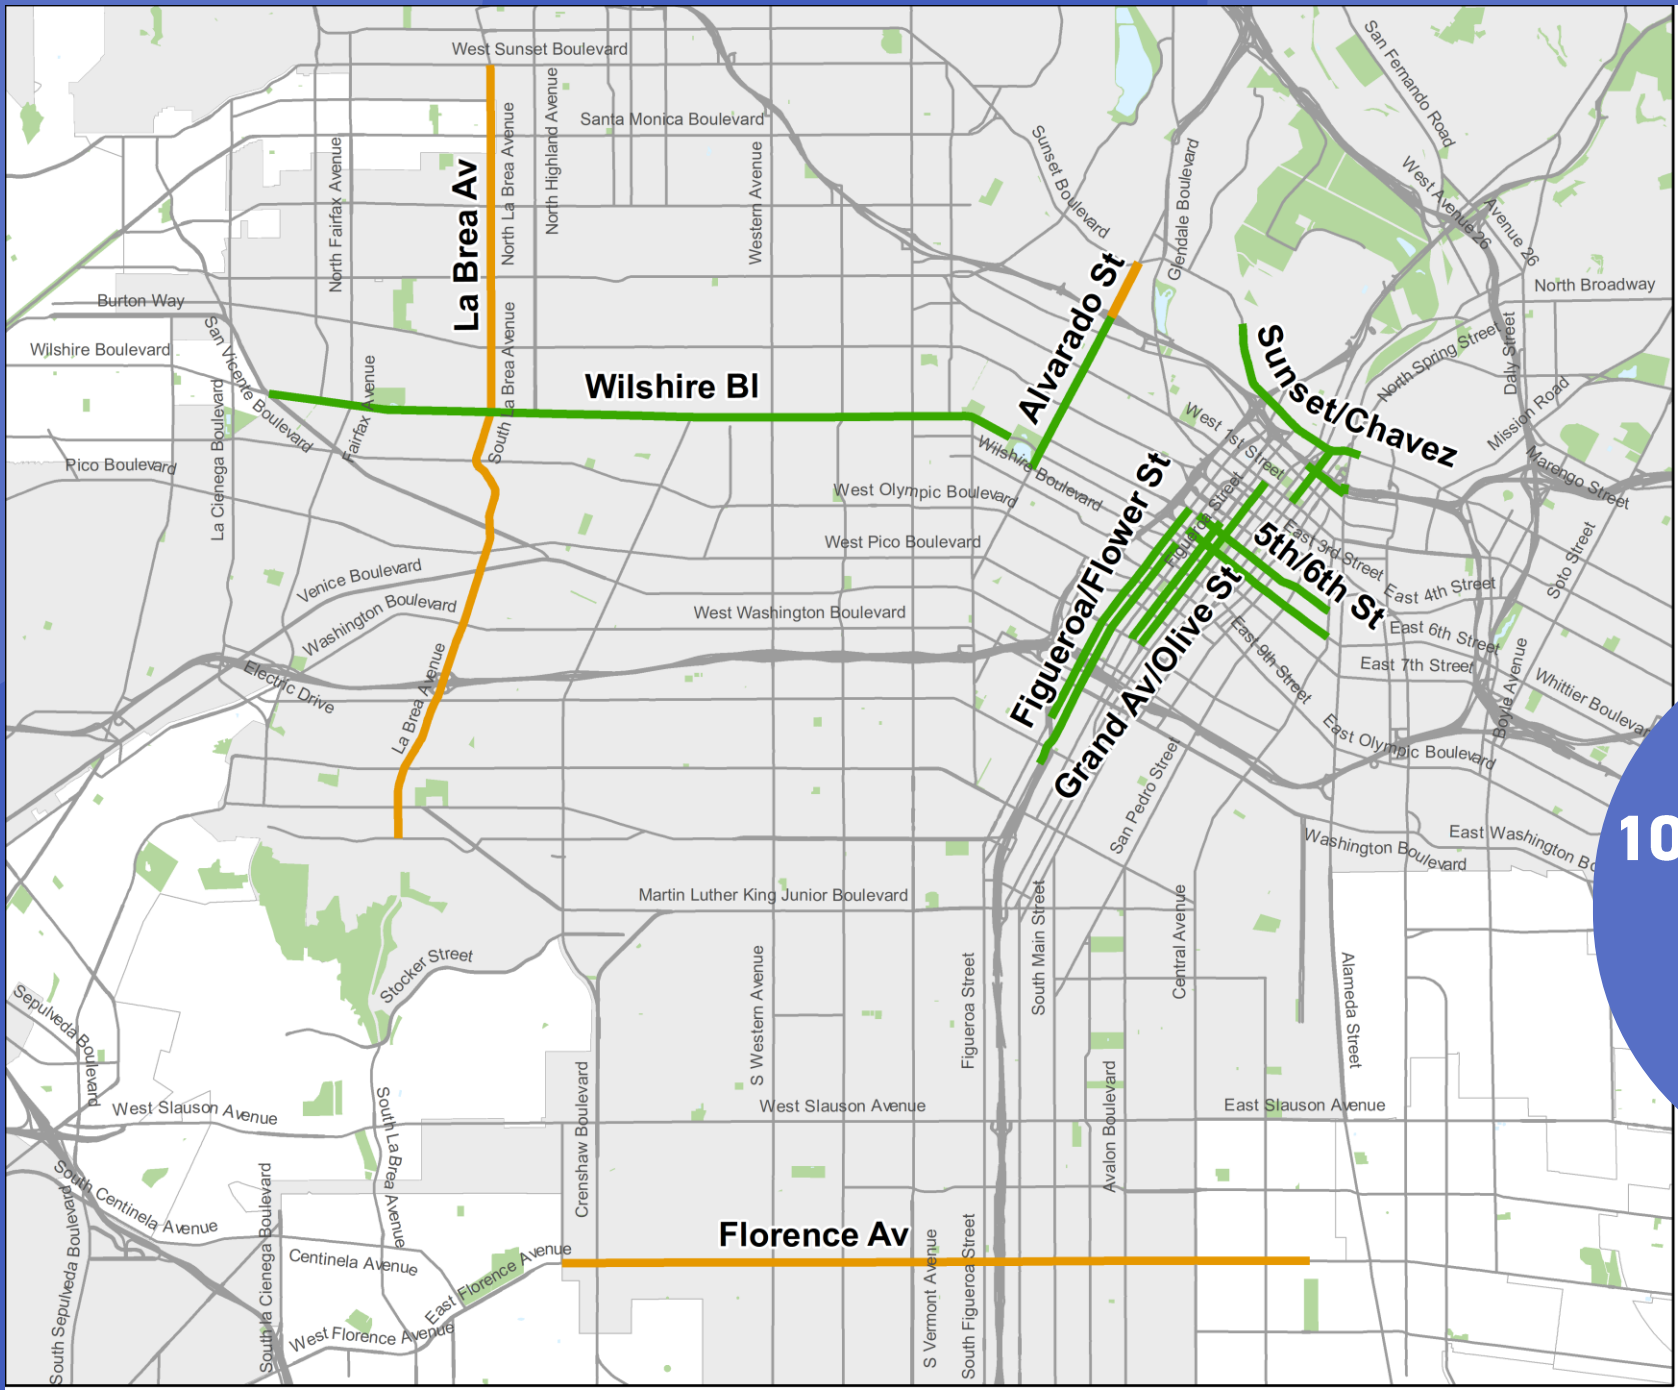 West Sunset Boulevard
San Fernando Road
Santa Monica Boulevard
North Highland Avenue
North La Brea Avenue
North Fairfax Avenue
Western Avenue
Sunset Boulevard
Glendale Boulevard
West Avenue 26
Avenue 26
La Brea Av
Alvarado St
North Broadway
Burton Way
Wilshire Boulevard
San Vicente Boulevard
La Cienega Boulevard
Fairfax Avenue
South La Brea Avenue
Wilshire Bl
Sunset/Chavez
North Spring Street
Daly Street
Mission Road
Marengo Street
West 1st Street
Wilshire Boulevard
Pico Boulevard
West Olympic Boulevard
West Pico Boulevard
Figueroa/Flower St
Figueroa Street
5th/6th St
East 3rd Street
East 4th Street
Soto Street
Venice Boulevard
Washington Boulevard
West Washington Boulevard
Grand Av/Olive St
East 6th Street
East 7th Street
East 9th Street
Boyle Avenue
Whittier Boulevar
Electric Drive
La Brea Avenue
East Olympic Boulevard
San Pedro Street
Washington Boulevard
East Washington Bo
10
Martin Luther King Junior Boulevard
Stocker Street
South Main Street
Central Avenue
Figueroa Street
S Western Avenue
Alameda Street
Sepulveda Boulevard
West Slauson Avenue
South La Brea Avenue
Crenshaw Boulevard
West Slauson Avenue
Avalon Boulevard
East Slauson Avenue
South Centinela Avenue
South Sepulveda Boulevard
South la Cienega Boulevard
Centinela Avenue
East Florence Avenue
West Florence Avenue
Florence Av
S Vermont Avenue
South Figueroa Street